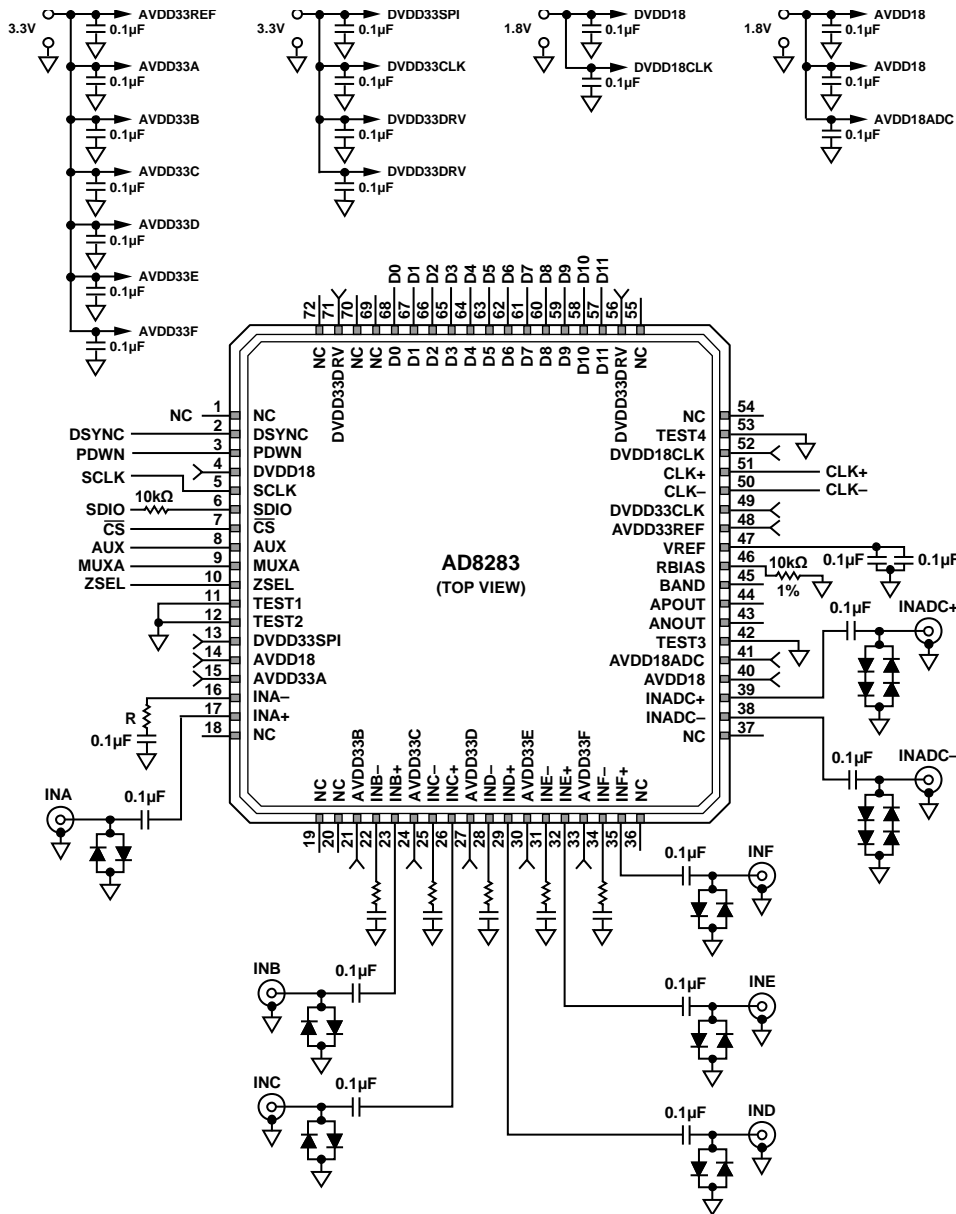 3.3V
AVDD33REF
0.1µF
AVDD33A
0.1µF
AVDD33B
0.1µF
AVDD33C
0.1µF
AVDD33D
0.1µF
AVDD33E
0.1µF
AVDD33F
0.1µF
3.3V
DVDD33SPI
0.1µF
DVDD33CLK
0.1µF
DVDD33DRV
0.1µF
DVDD33DRV
0.1µF
1.8V
DVDD18
0.1µF
DVDD18CLK
0.1µF
1.8V
AVDD18
0.1µF
AVDD18
0.1µF
AVDD18ADC
0.1µF
D0 D1 D2 D3 D4 D5 D6 D7 D8 D9 D10 D11
72 71 70 69 68 67 66 65 64 63 62 61 60 59 58 57 56 55
NC DVDD33DRV NC NC D0 D1 D2 D3 D4 D5 D6 D7 D8 D9 D10 D11 DVDD33DRV NC
NC 1 NC
DSYNC 2 DSYNC
PDWN 3 PDWN
4 DVDD18
SCLK 5 SCLK
SDIO 10kΩ 6 SDIO
CS 7 CS
AUX 8 AUX
MUXA 9 MUXA
ZSEL 10 ZSEL
11 TEST1
12 TEST2
13 DVDD33SPI
14 AVDD18
15 AVDD33A
16 INA–
R
17 INA+
0.1µF
18 NC
AD8283
(TOP VIEW)
NC 54
TEST4 53
DVDD18CLK 52
CLK+ 51 CLK+
CLK– 50 CLK–
DVDD33CLK 49
AVDD33REF 48
VREF 47
0.1µF 0.1µF
RBIAS 46 10kΩ
1%
BAND 45
APOUT 44
ANOUT 43
TEST3 42
AVDD18ADC 41
AVDD18 40
INADC+ 39
INADC– 38
NC 37
0.1µF INADC+
0.1µF INADC–
NC NC AVDD33B INB– INB+ AVDD33C INC– INC+ AVDD33D IND– IND+ AVDD33E INE– INE+ AVDD33F INF– INF+ NC
19 20 21 22 23 24 25 26 27 28 29 30 31 32 33 34 35 36
INA 0.1µF
0.1µF INF
INB 0.1µF
0.1µF INE
INC 0.1µF
0.1µF IND